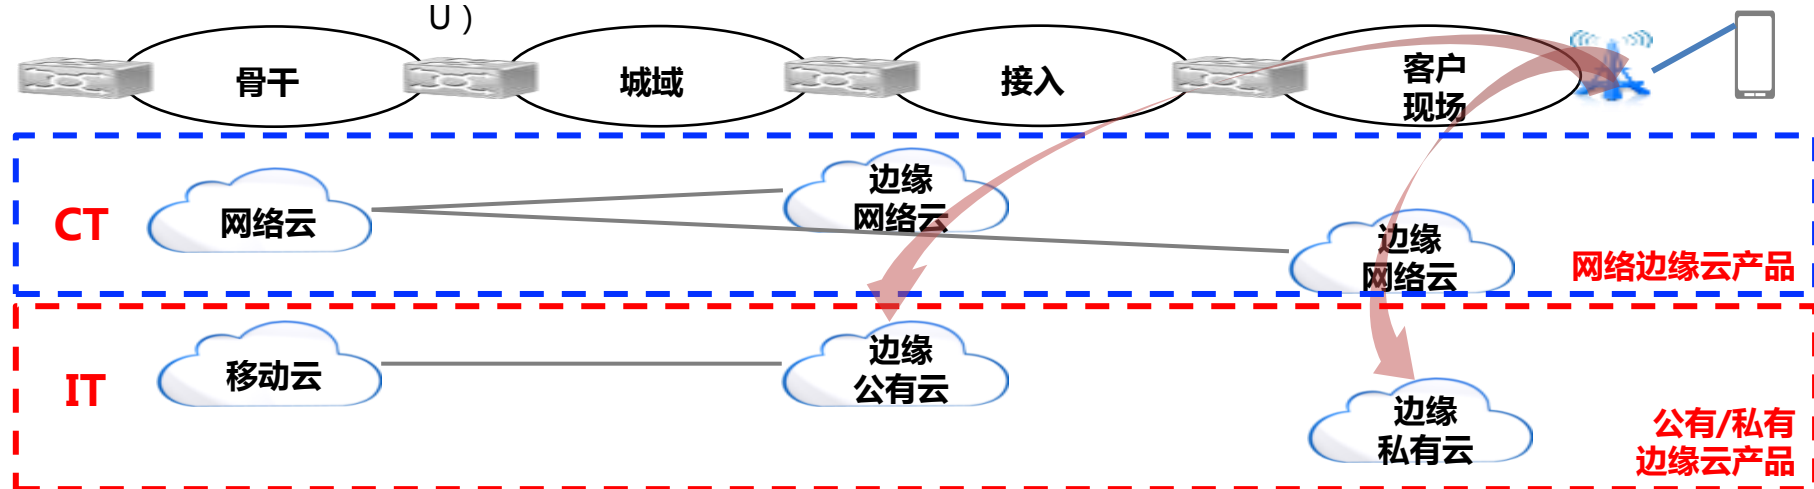 U）
骨干
城域
接入
客户
现场
CT
网络云
边缘
网络云
边缘
网络云
网络边缘云产品
IT
移动云
边缘
公有云
边缘
私有云
公有/私有
边缘云产品